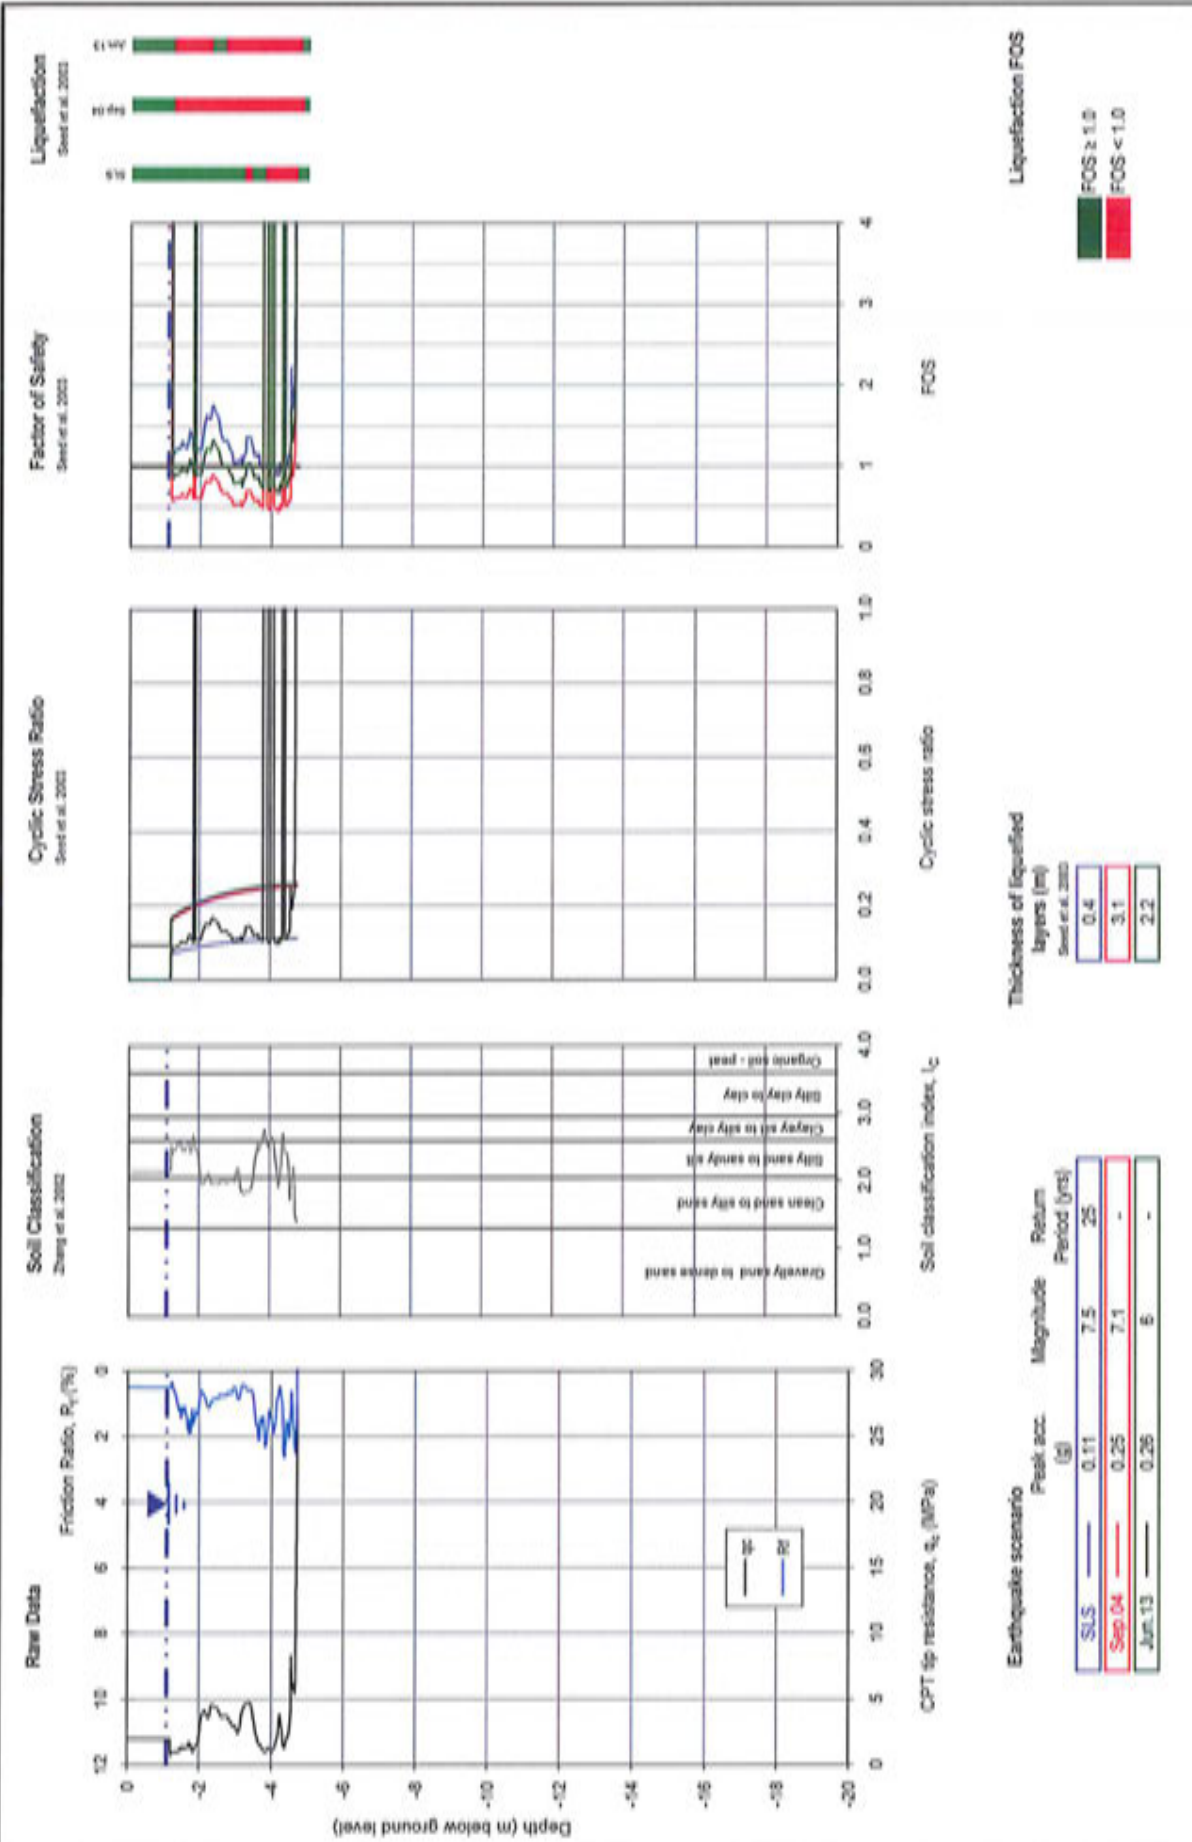 Raw Data
Friction Ratio, Rf (%)
12 10 8 6 4 2 0
0
-2
-4
-6
-8
-10
-12
-14
-16
-18
-20
Depth (m below ground level)
qc
Rf
0 5 10 15 20 25 30
CPT tip resistance, qc (MPa)
Soil Classification
Zhang et al. 2002
Gravelly sand to dense sand
Clean sand to silty sand
Silty sand to sandy silt
Clayey silt to silty clay
Silty clay to clay
Organic soil - peat
0.0 1.0 2.0 3.0 4.0
Soil classification index, IC
Cyclic Stress Ratio
Seed et al. 2003
0.0 0.2 0.4 0.6 0.8 1.0
Cyclic stress ratio
Factor of Safety
Seed et al. 2003
0 1 2 3 4
FOS
Liquefaction
Seed et al. 2003
SLS Sep.04 Jun.13
Earthquake scenario
Peak acc. (g) Magnitude Return Period (yrs)
SLS 0.11 7.5 25
Sep.04 0.25 7.1 -
Jun.13 0.26 6 -
Thickness of liquefied
layers (m)
Seed et al. 2003
0.4
3.1
2.2
Liquefaction FOS
FOS ≥ 1.0
FOS < 1.0